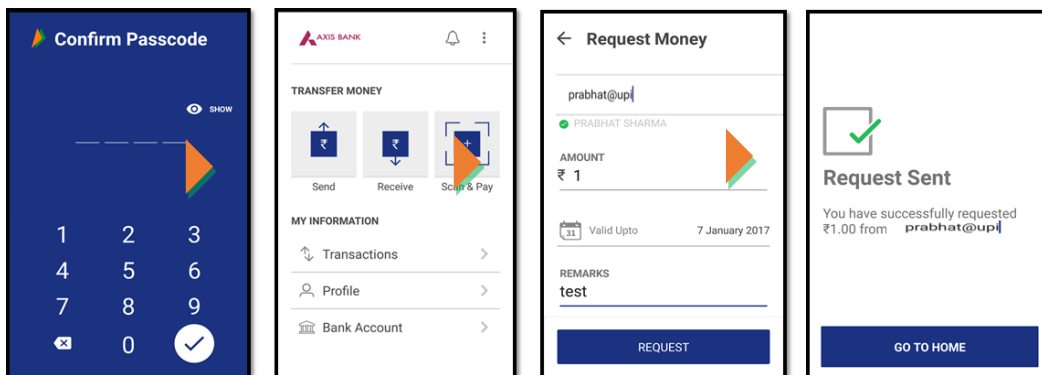 Confirm Passcode
SHOW
1 2 3
4 5 6
7 8 9
0
AXIS BANK
TRANSFER MONEY
₹ ₹
Send Receive Scan & Pay
MY INFORMATION
Transactions
Profile
Bank Account
Request Money
prabhat@upi
PRABHAT SHARMA
AMOUNT
₹ 1
31 Valid Upto 7 January 2017
REMARKS
test
REQUEST
Request Sent
You have successfully requested
₹1.00 from prabhat@upi
GO TO HOME